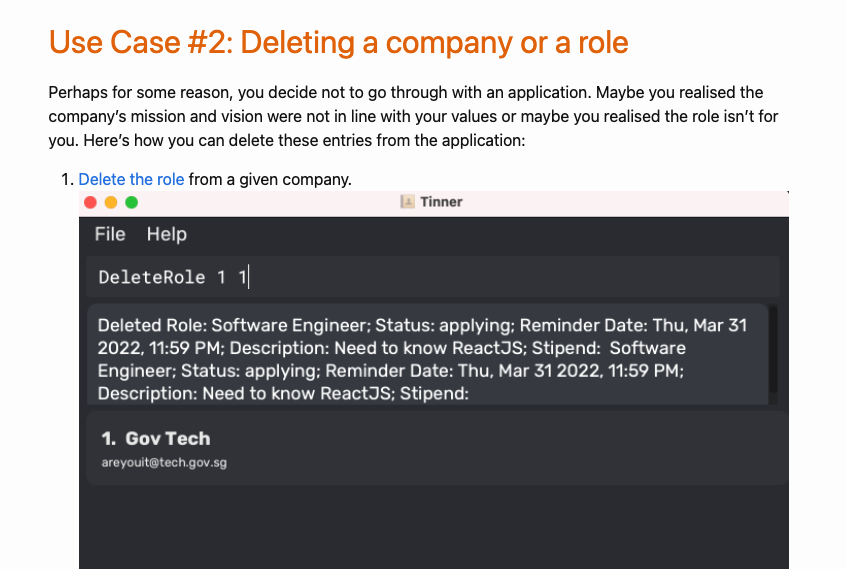 Use Case #2: Deleting a company or a role
Perhaps for some reason, you decide not to go through with an application. Maybe you realised the
company's mission and vision were not in line with your values or maybe you realised the role isn't for
you. Here's how you can delete these entries from the application:
1. Delete the role from a given company.
Tinner
File Help
DeleteRole 1 1
Deleted Role: Software Engineer; Status: applying; Reminder Date: Thu, Mar 31
2022, 11:59 PM; Description: Need to know ReactJS; Stipend: Software
Engineer; Status: applying; Reminder Date: Thu, Mar 31 2022, 11:59 PM;
Description: Need to know ReactJS; Stipend:
1. Gov Tech
areyouit@tech.gov.sg